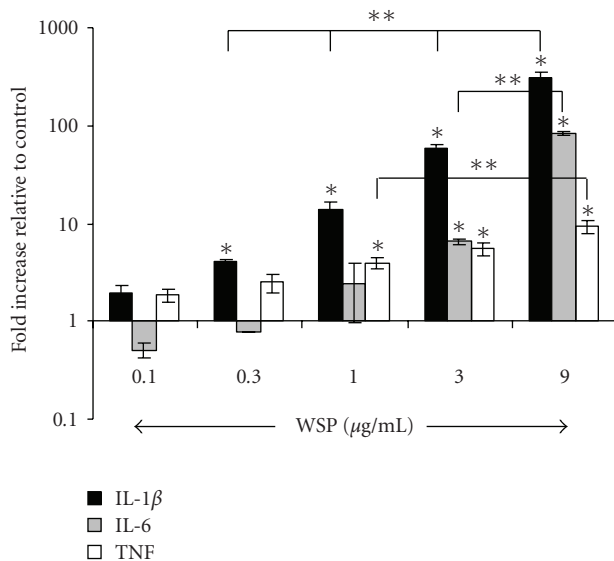 Fold increase relative to control
1000
100
10
1
0.1
**
*
**
*
*
**
*
*
*
*
*
*
0.1 0.3 1 3 9
WSP (µg/mL)
IL-1β
IL-6
TNF